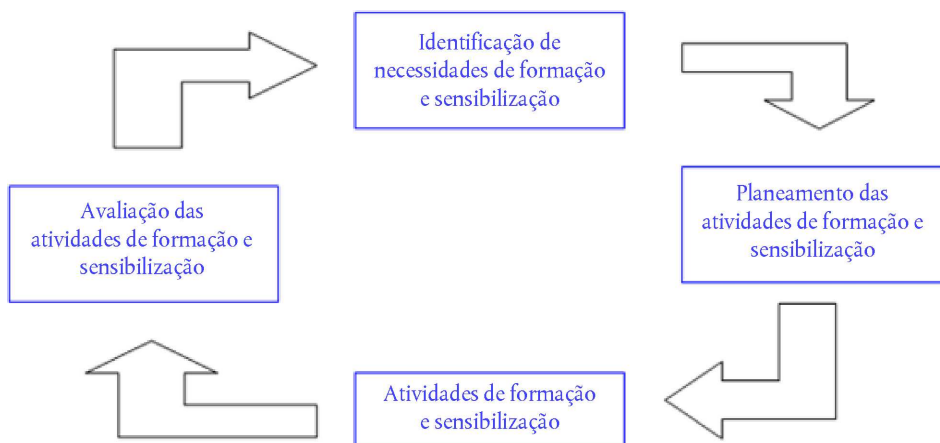 Identificação de
necessidades de formação
e sensibilização
Planeamento das
atividades de formação e
sensibilização
Atividades de formação
e sensibilização
Avaliação das
atividades de formação e
sensibilização